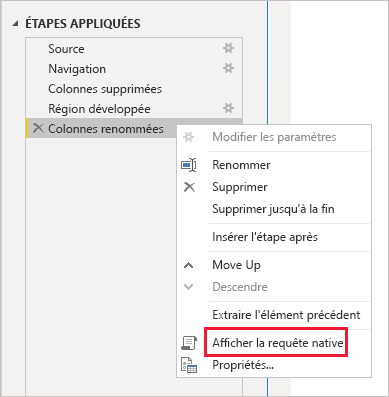 ÉTAPES APPLIQUÉES
Source
Navigation
Colonnes supprimées
Région développée
Colonnes renommées
Modifier les paramètres
Renommer
Supprimer
Supprimer jusqu'à la fin
Insérer l'étape après
Move Up
Descendre
Extraire l'élément précédent
Afficher la requête native
Propriétés...